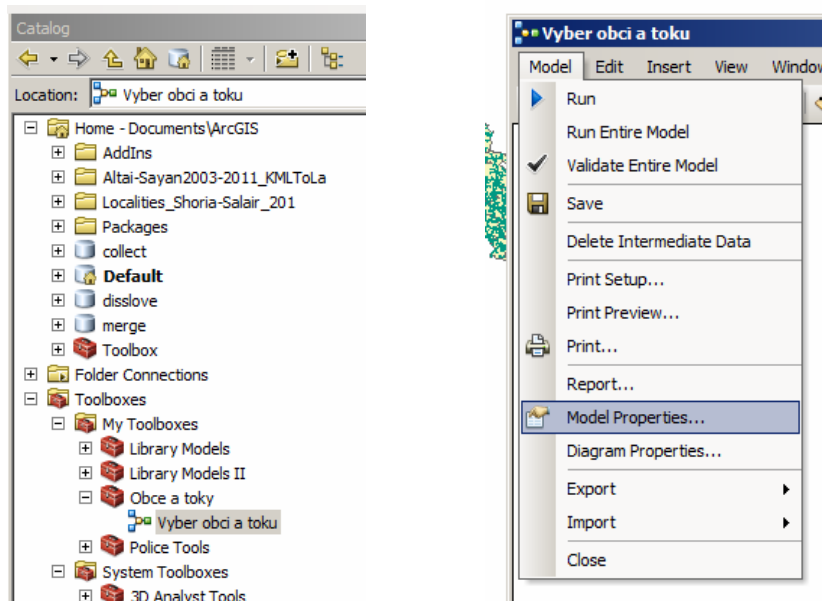 Catalog
Location: Vyber obci a toku
Home - Documents\ArcGIS
AddIns
Altai-Sayan2003-2011_KMLToLa
Localities_Shoria-Salair_201
Packages
collect
Default
disslove
merge
Toolbox
Folder Connections
Toolboxes
My Toolboxes
Library Models
Library Models II
Obce a toky
Vyber obci a toku
Police Tools
System Toolboxes
3D Analyst Tools
Vyber obci a toku
Model Edit Insert View Window
Run
Run Entire Model
Validate Entire Model
Save
Delete Intermediate Data
Print Setup...
Print Preview...
Print...
Report...
Model Properties...
Diagram Properties...
Export
Import
Close